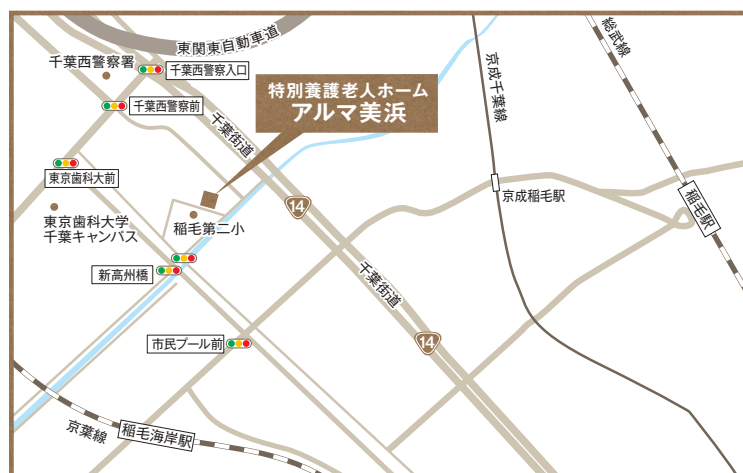 東関東自動車道
千葉西警察署
千葉西警察入口
特別養護老人ホーム
アルマ美浜
千葉西警察前
千葉街道
総武線
京成千葉線
東京歯科大前
東京歯科大学
千葉キャンパス
稲毛第二小
14
京成稲毛駅
稲毛駅
新高州橋
千葉街道
14
市民プール前
京葉線
稲毛海岸駅